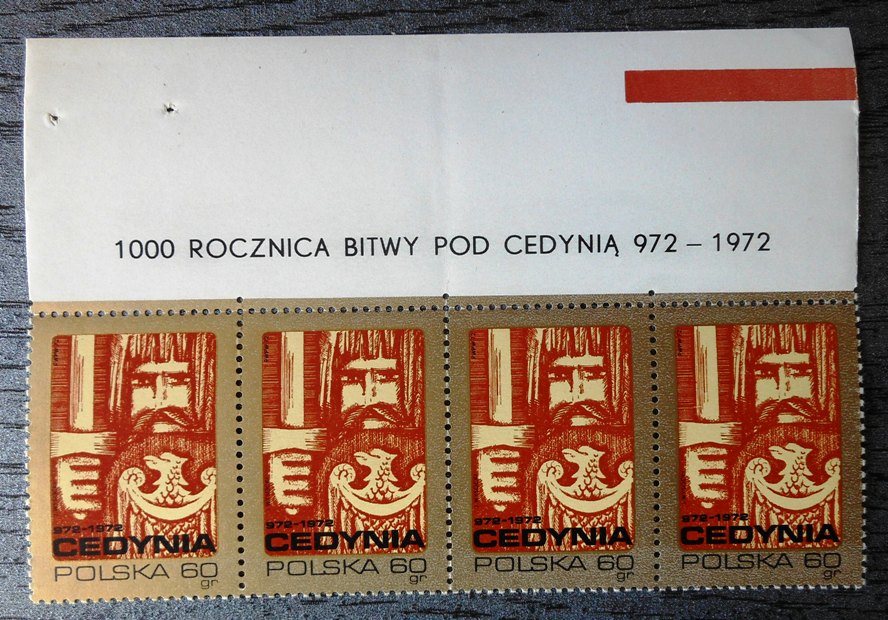 1000 ROCZNICA BITWY POD CEDYNIĄ 972 – 1972
972-1972
CEDYNIA
POLSKA 60
gr
972-1972
CEDYNIA
POLSKA 60
gr
972-1972
CEDYNIA
POLSKA 60
gr
972-1972
CEDYNIA
POLSKA 60
gr